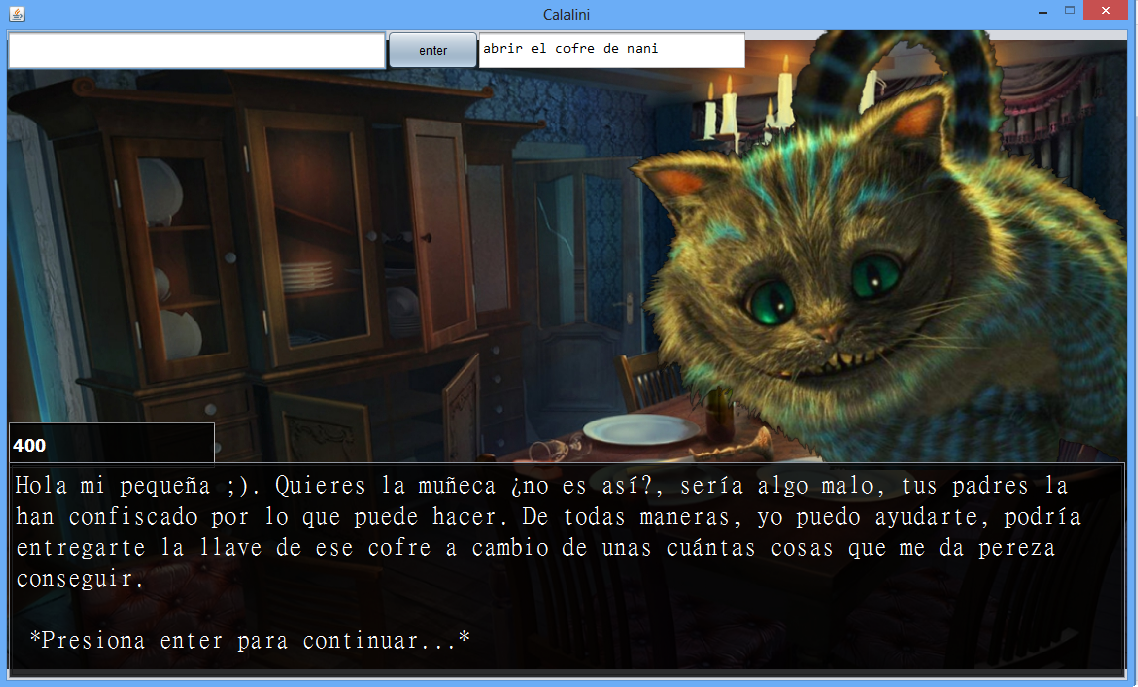 Calalini
enter
abrir el cofre de nani
400
Hola mi pequeña ;). Quieres la muñeca ¿no es así?, sería algo malo, tus padres la
han confiscado por lo que puede hacer. De todas maneras, yo puedo ayudarte, podría
entregarte la llave de ese cofre a cambio de unas cuántas cosas que me da pereza
conseguir.
*Presiona enter para continuar...*